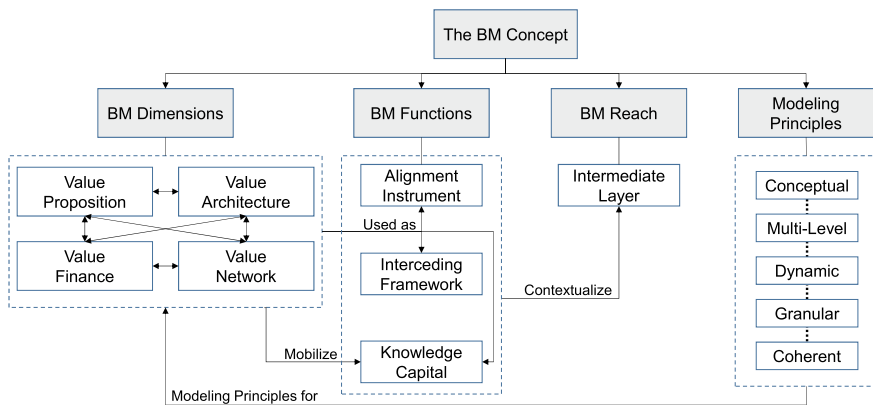 The BM Concept
BM Dimensions
BM Functions
BM Reach
Modeling
Principles
Value
Proposition
Value
Architecture
Value
Finance
Value
Network
Used as
Alignment
Instrument
Interceding
Framework
Knowledge
Capital
Mobilize
Intermediate
Layer
Contextualize
Conceptual
Multi-Level
Dynamic
Granular
Coherent
Modeling Principles for